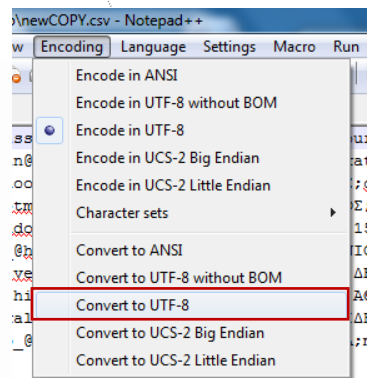 \newCOPY.csv - Notepad++
w Encoding Language Settings Macro Run
Encode in ANSI
Encode in UTF-8 without BOM
Encode in UTF-8
Encode in UCS-2 Big Endian
Encode in UCS-2 Little Endian
Character sets
Convert to ANSI
Convert to UTF-8 without BOM
Convert to UTF-8
Convert to UCS-2 Big Endian
Convert to UCS-2 Little Endian